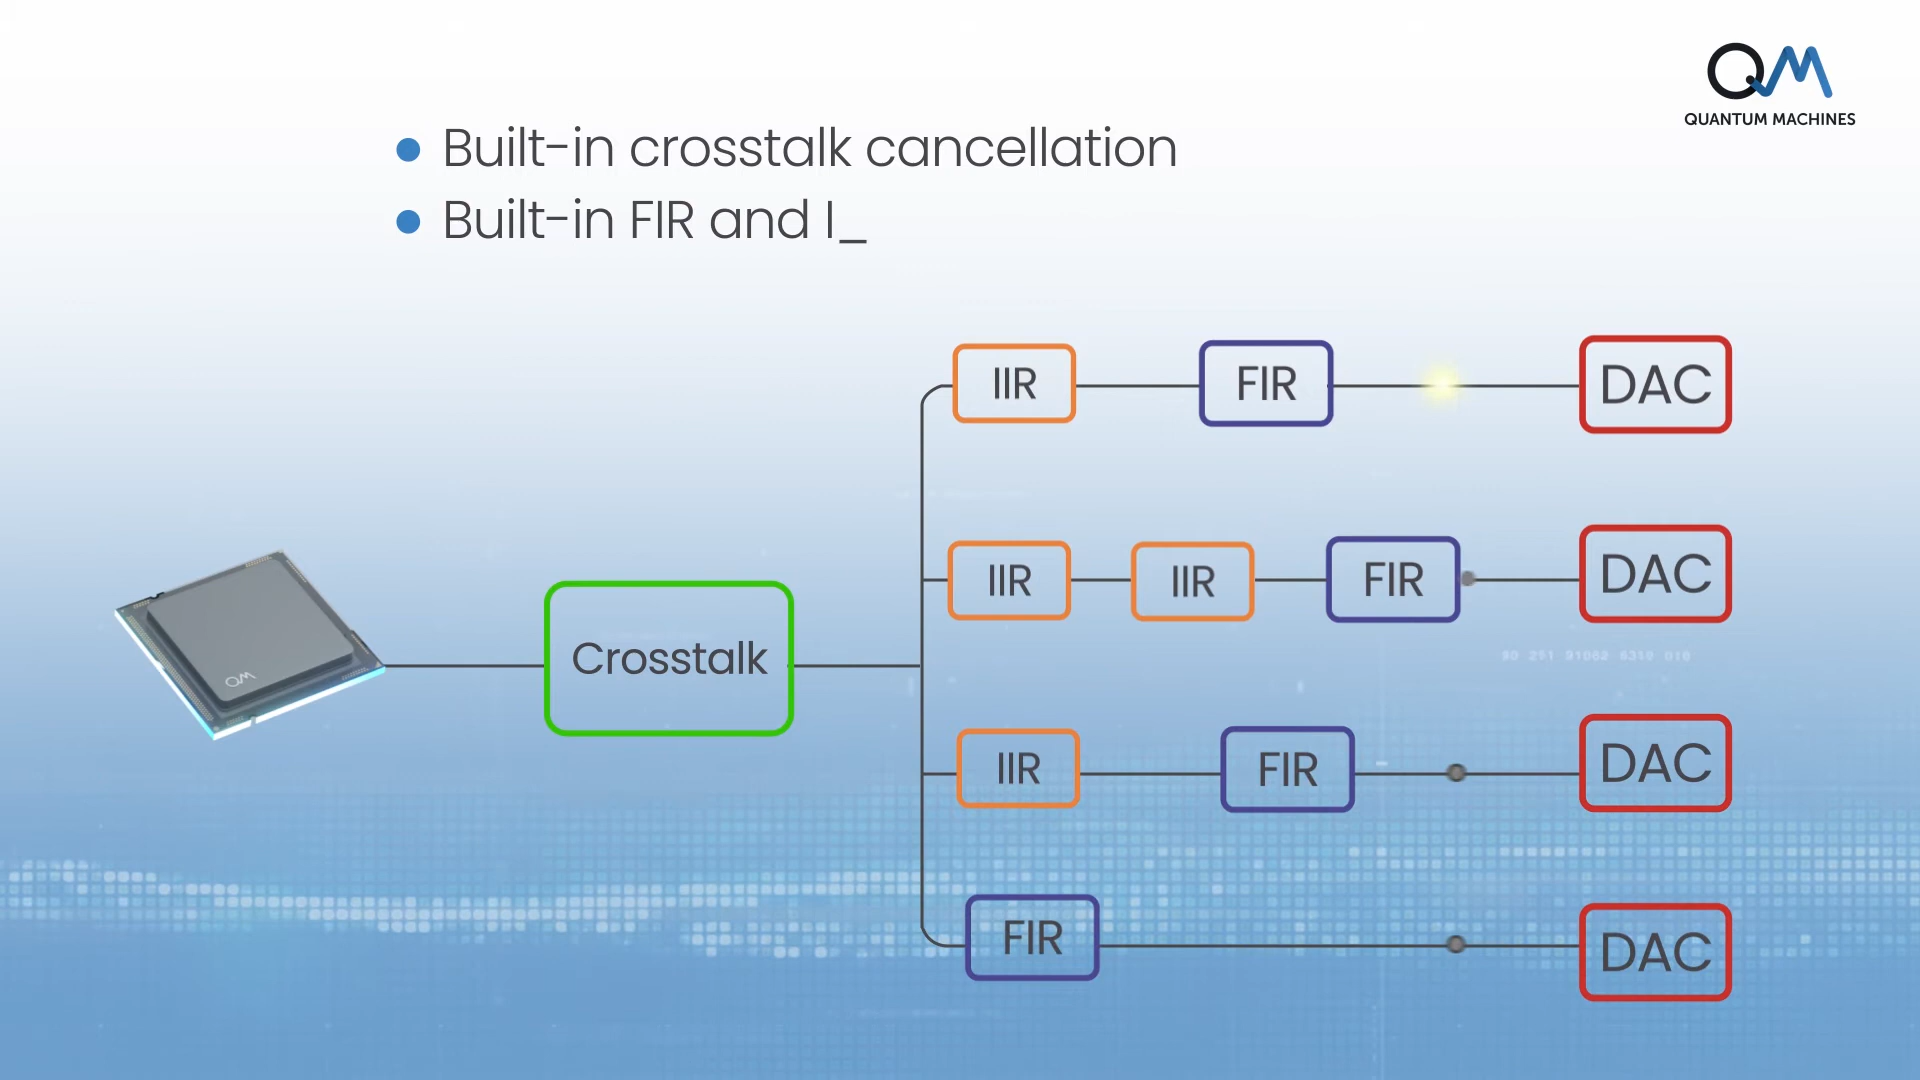 QM
QUANTUM MACHINES
Built-in crosstalk cancellation
Built-in FIR and I_
IIR FIR DAC
IIR IIR FIR DAC
Crosstalk
QM
IIR FIR DAC
FIR DAC